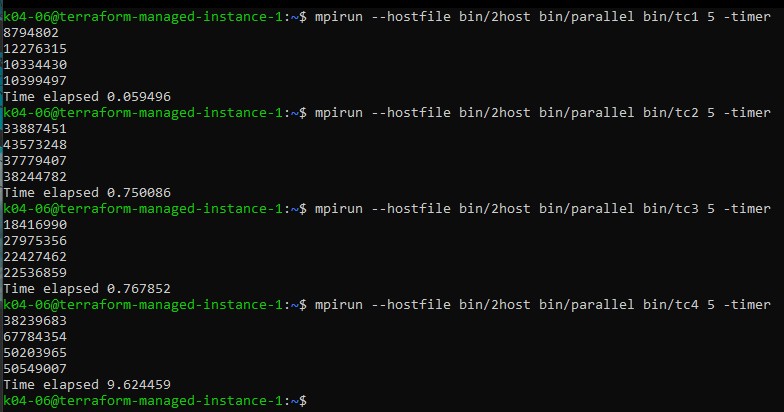 k04-06@terraform-managed-instance-1:~$ mpirun --hostfile bin/2host bin/parallel bin/tc1 5 -timer
8794802
12276315
10334430
10399497
Time elapsed 0.059496
k04-06@terraform-managed-instance-1:~$ mpirun --hostfile bin/2host bin/parallel bin/tc2 5 -timer
33887451
43573248
37779407
38244782
Time elapsed 0.750086
k04-06@terraform-managed-instance-1:~$ mpirun --hostfile bin/2host bin/parallel bin/tc3 5 -timer
18416990
27975356
22427462
22536859
Time elapsed 0.767852
k04-06@terraform-managed-instance-1:~$ mpirun --hostfile bin/2host bin/parallel bin/tc4 5 -timer
38239683
67784354
50203965
50549007
Time elapsed 9.624459
k04-06@terraform-managed-instance-1:~$